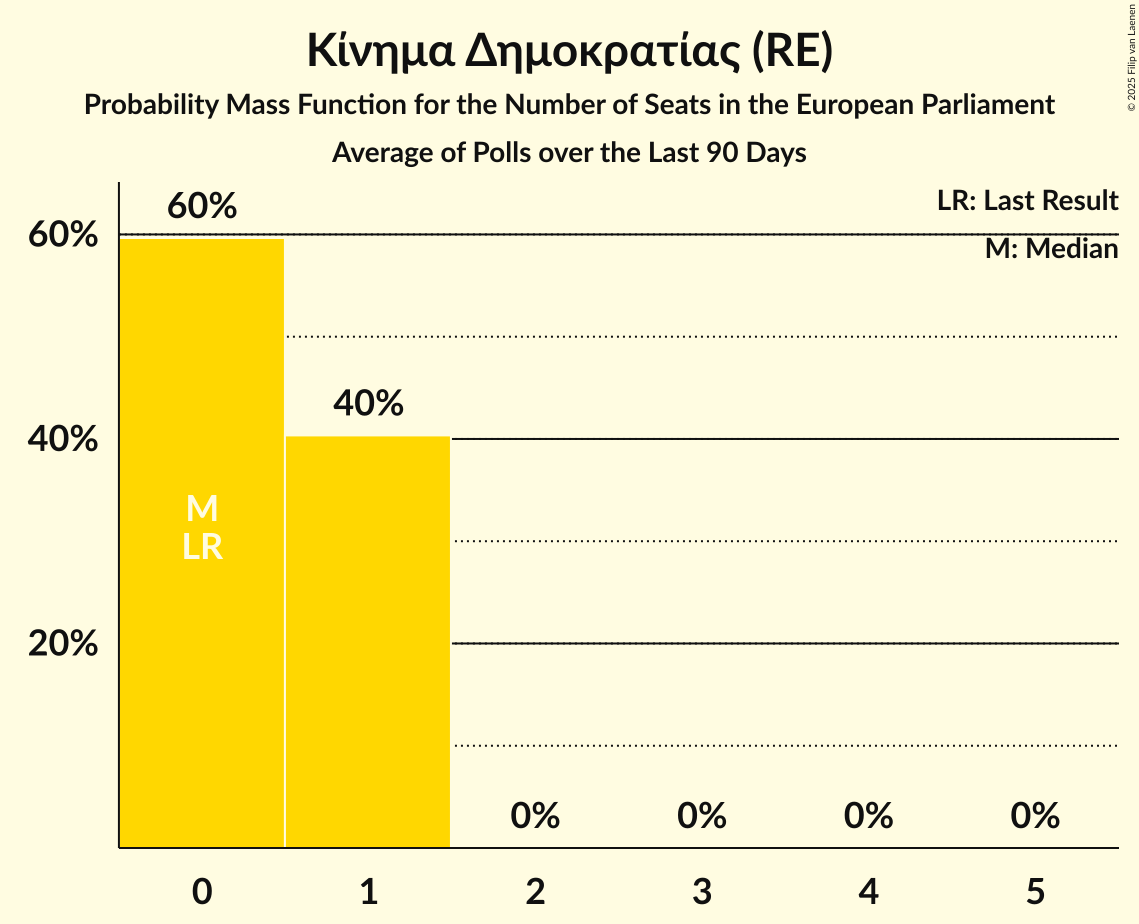 Κίνημα Δημοκρατίας (RE)
Probability Mass Function for the Number of Seats in the European Parliament
Average of Polls over the Last 90 Days
© 2025 Filip van Laenen
LR: Last Result
M: Median
60%
40%
20%
60%
40%
0%
0%
0%
0%
M
LR
0
1
2
3
4
5